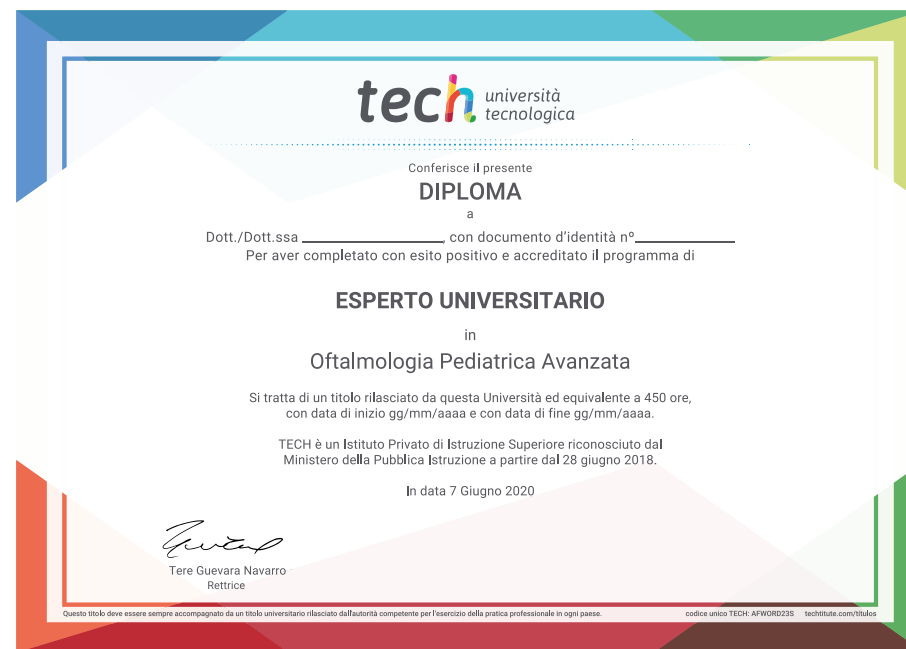 tech università
tecnologica
Conferisce il presente
DIPLOMA
a
Dott./Dott.ssa ____________________, con documento d'identità nº______________
Per aver completato con esito positivo e accreditato il programma di
ESPERTO UNIVERSITARIO
in
Oftalmologia Pediatrica Avanzata
Si tratta di un titolo rilasciato da questa Università ed equivalente a 450 ore,
con data di inizio gg/mm/aaaa e con data di fine gg/mm/aaaa.
TECH è un Istituto Privato di Istruzione Superiore riconosciuto dal
Ministero della Pubblica Istruzione a partire dal 28 giugno 2018.
In data 7 Giugno 2020
Tere Guevara Navarro
Rettrice
Questo titolo deve essere sempre accompagnato da un titolo universitario rilasciato dall'autorità competente per l'esercizio della pratica professionale in ogni paese. codice unico TECH: AFWORD23S techtitute.com/titulos